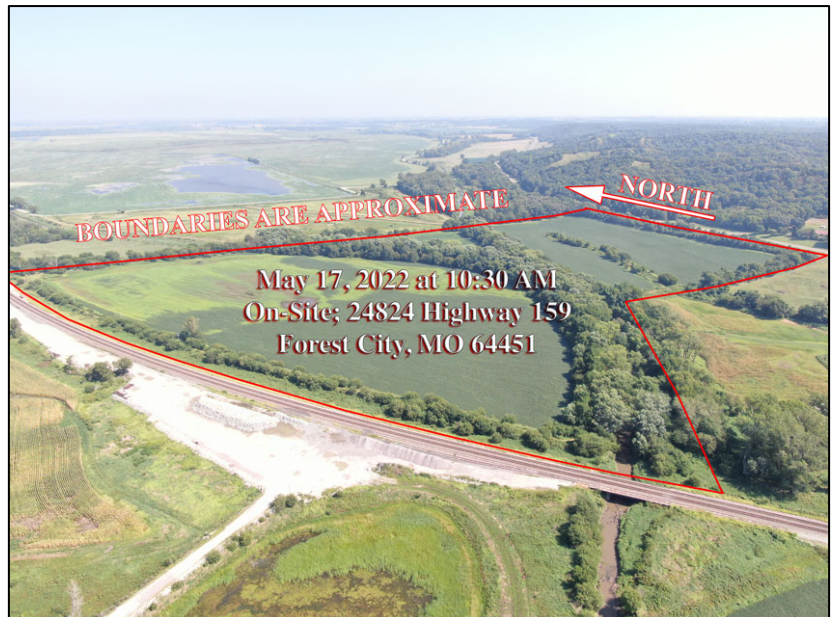 NORTH
BOUNDARIES ARE APPROXIMATE
May 17, 2022 at 10:30 AM
On-Site; 24824 Highway 159
Forest City, MO 64451